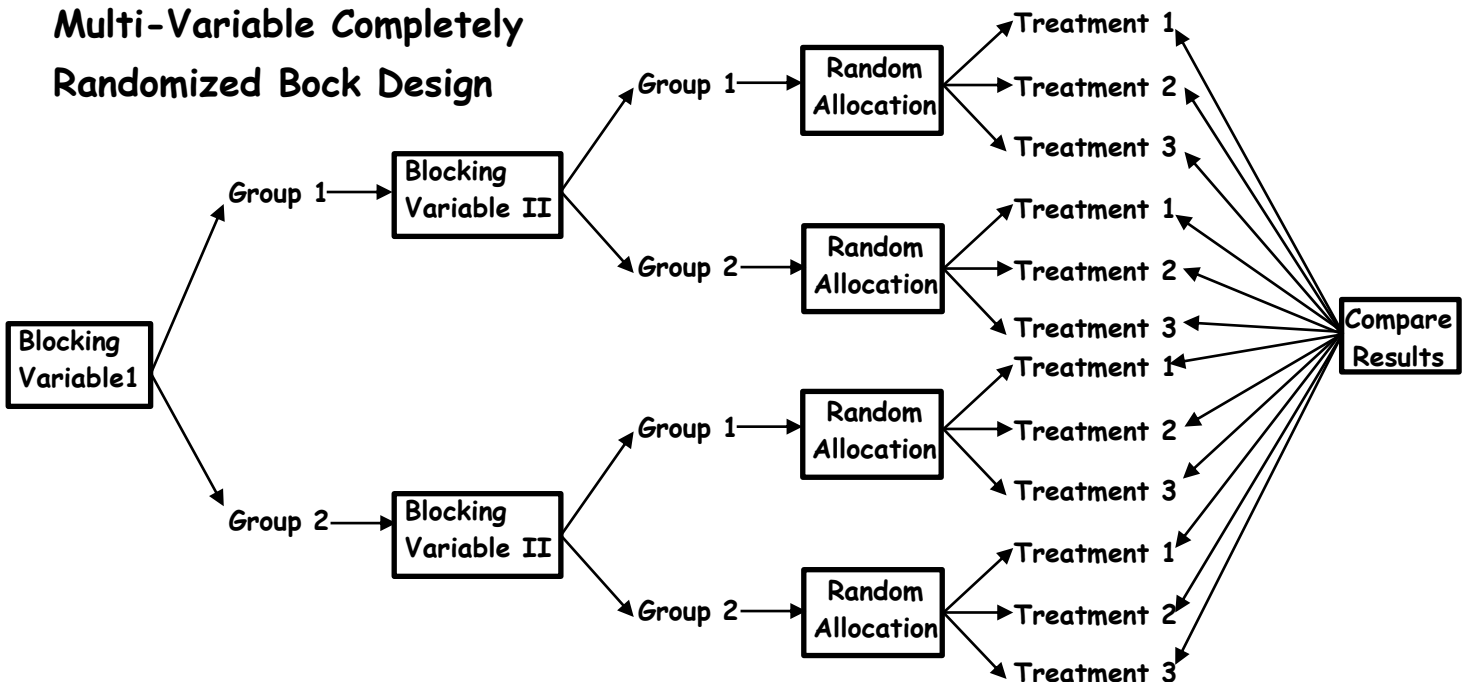 Multi-Variable Completely
Randomized Bock Design
Blocking
Variable1
Group 1
Group 2
Blocking
Variable II
Blocking
Variable II
Group 1
Group 2
Group 1
Group 2
Random
Allocation
Random
Allocation
Random
Allocation
Random
Allocation
Treatment 1
Treatment 2
Treatment 3
Treatment 1
Treatment 2
Treatment 3
Treatment 1
Treatment 2
Treatment 3
Treatment 1
Treatment 2
Treatment 3
Compare
Results